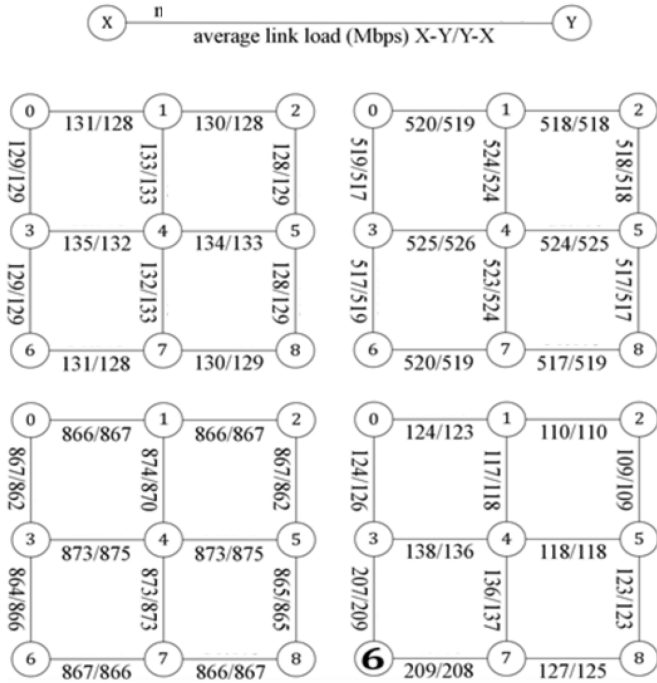 X n Y
average link load (Mbps) X-Y/Y-X
0 1 2 0 1 2
131/128 130/128 520/519 518/518
129/129 133/133 128/129 519/517 524/524 518/518
3 4 5 3 4 5
135/132 134/133 525/526 524/525
129/129 132/133 128/129 517/519 523/524 517/517
6 7 8 6 7 8
131/128 130/129 520/519 517/519
0 1 2 0 1 2
866/867 866/867 124/123 110/110
867/862 874/870 867/862 124/126 117/118 109/109
3 4 5 3 4 5
873/875 873/875 138/136 118/118
864/866 873/873 865/865 207/209 136/137 123/123
6 7 8 6 7 8
867/866 866/867 209/208 127/125